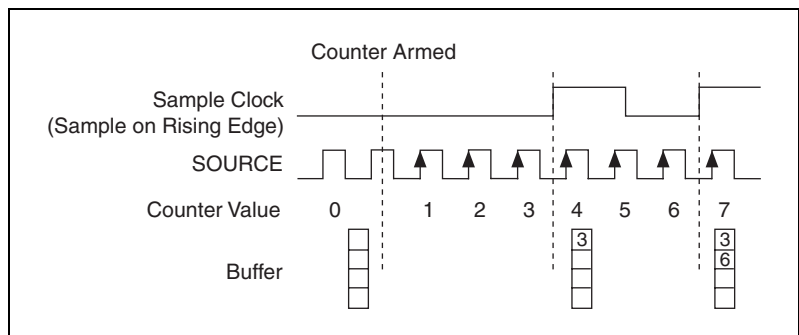 Counter Armed
Sample Clock
(Sample on Rising Edge)
SOURCE
Counter Value 0 1 2 3 4 5 6 7
Buffer 3 3
6